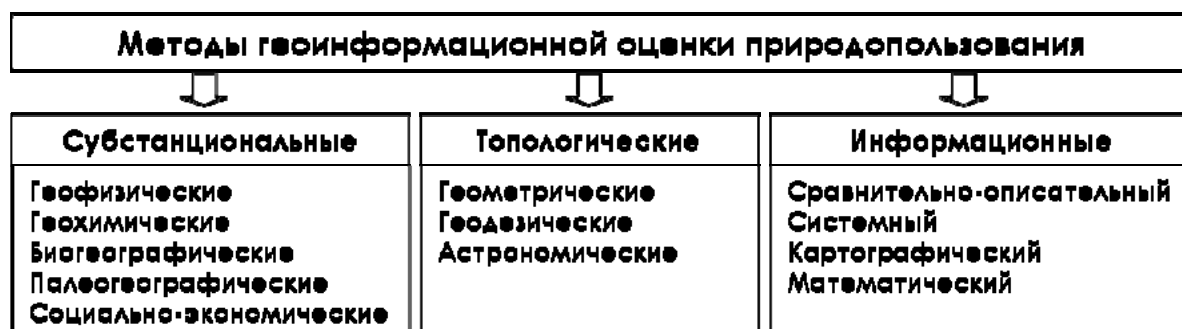 Методы геоинформационной оценки природопользования
Субстанциональные
Геофизические
Геохимические
Биогеографические
Палеогеографические
Социально-экономические
Топологические
Геометрические
Геодезические
Астрономические
Информационные
Сравнительно-описательный
Системный
Картографический
Математический